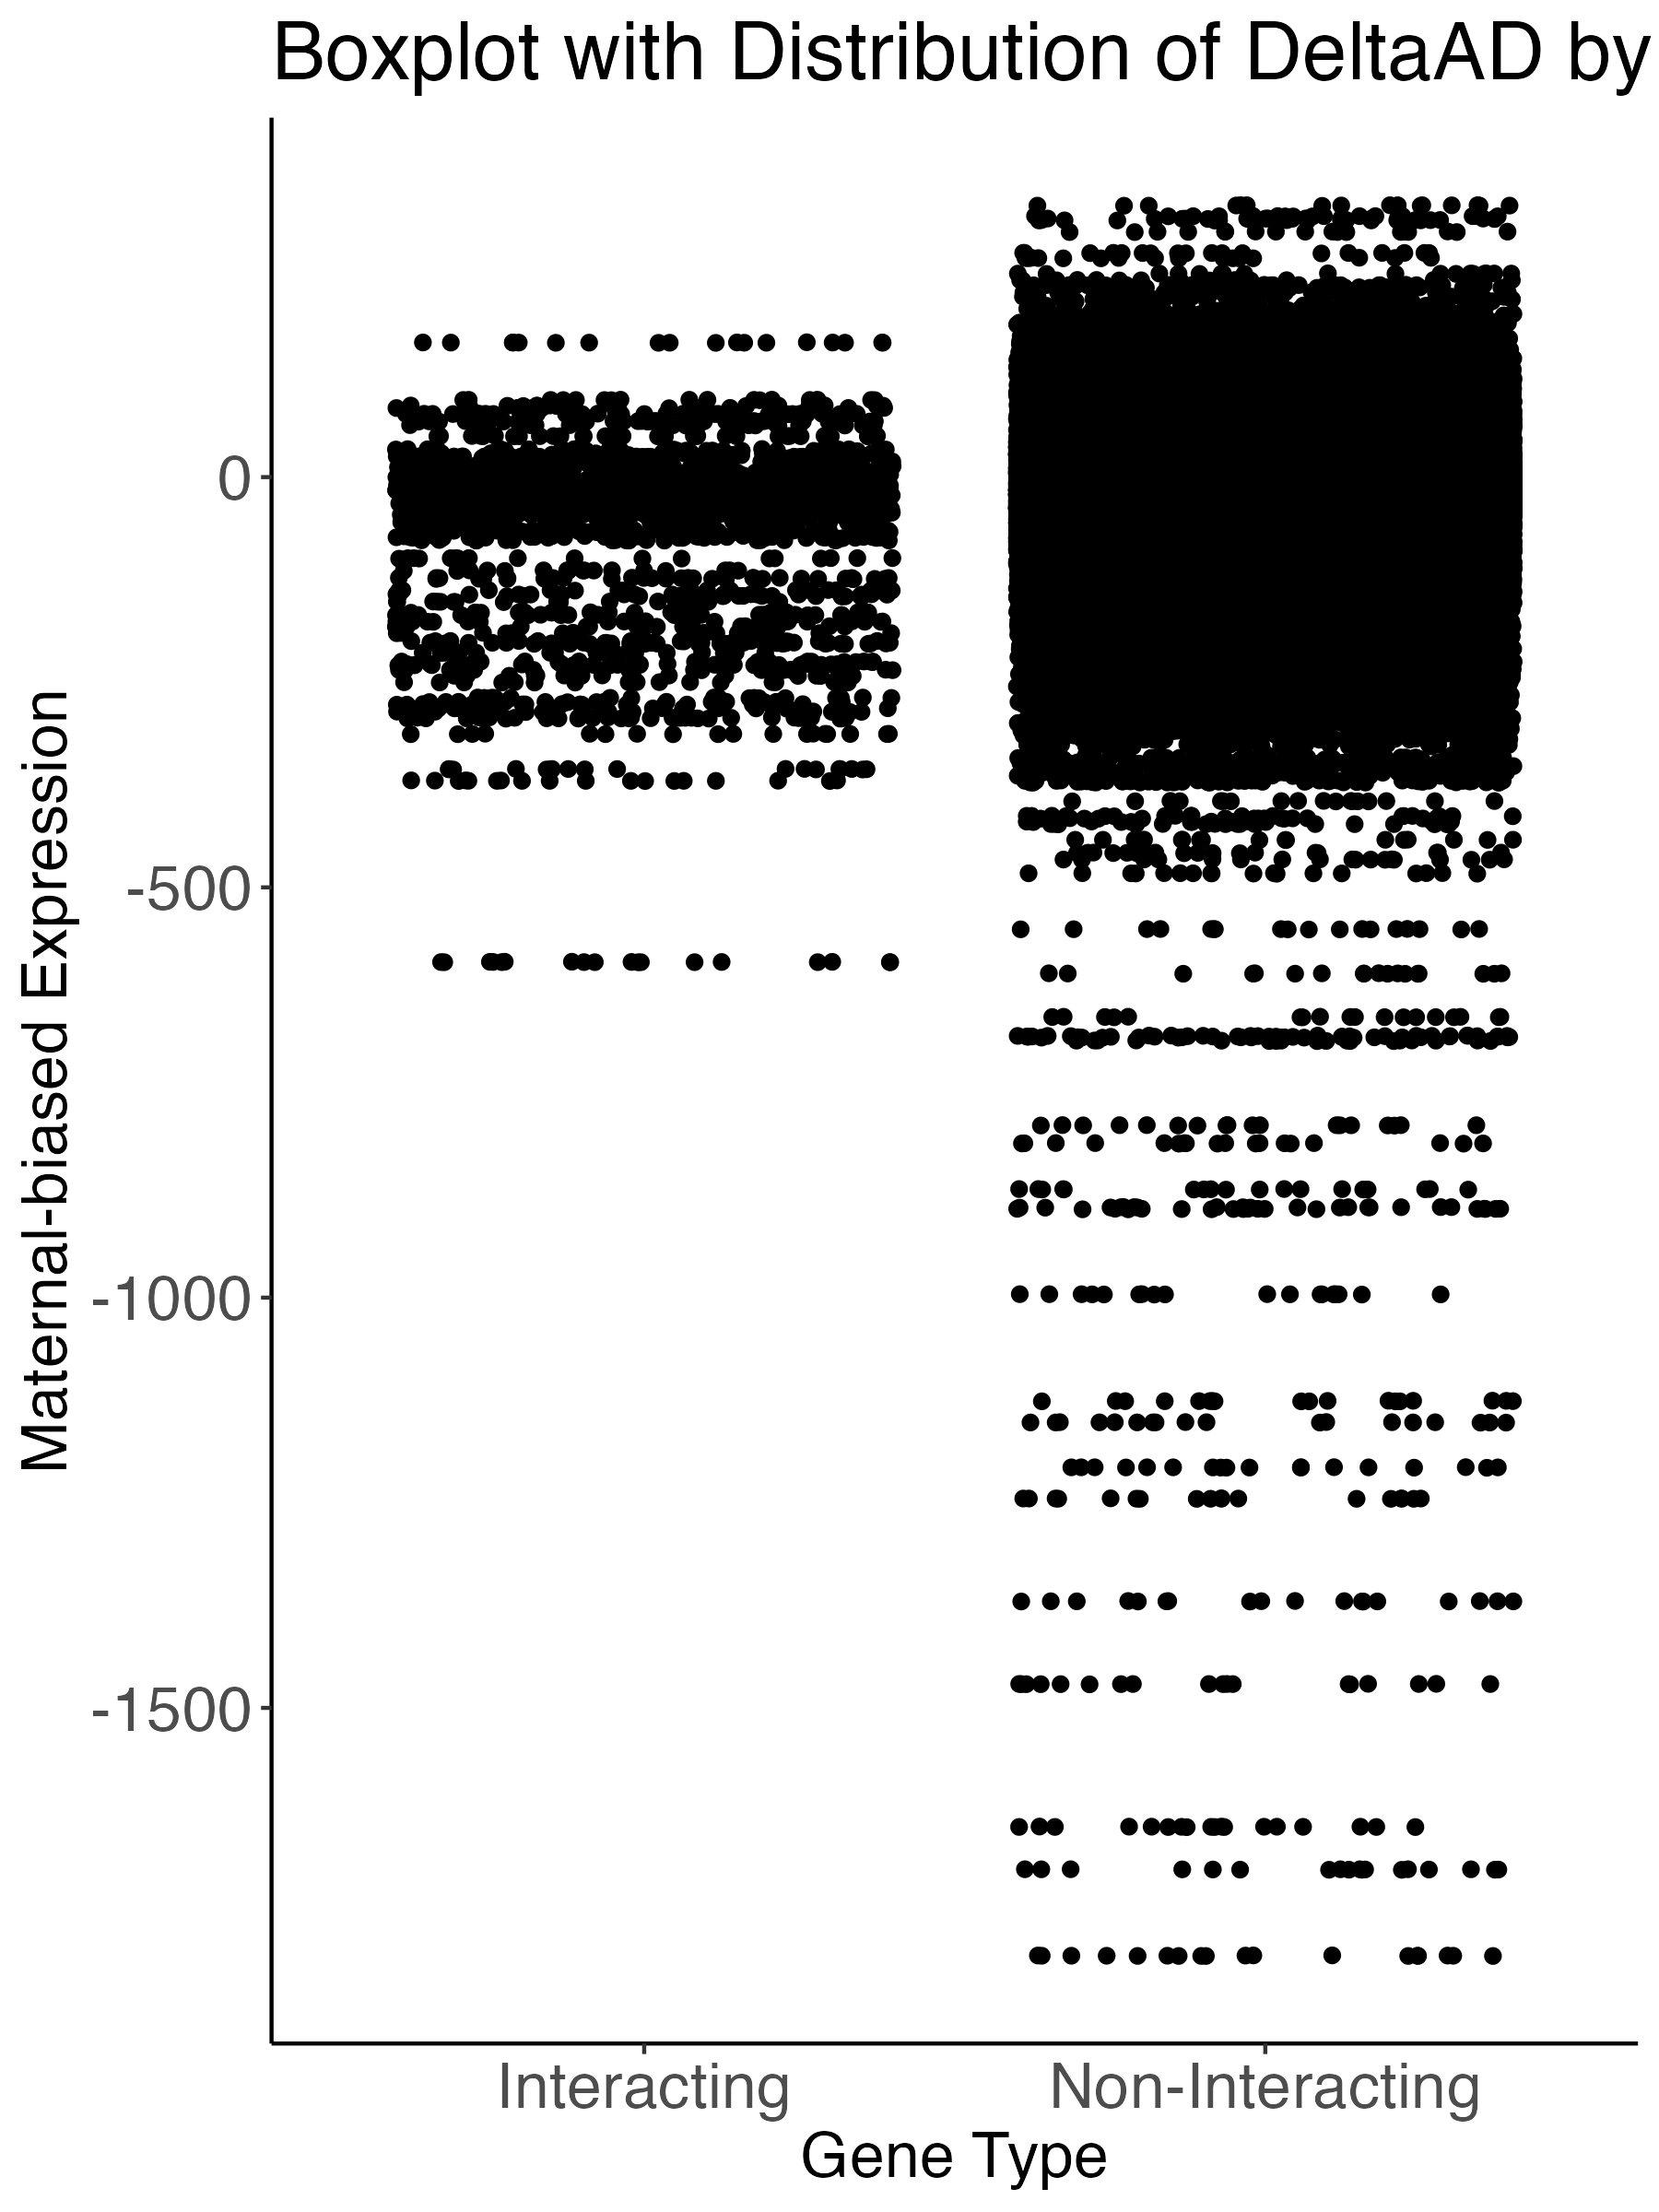 Boxplot with Distribution of DeltaAD by
Maternal-biased Expression
0
-500
-1000
-1500
Interacting
Non-Interacting
Gene Type